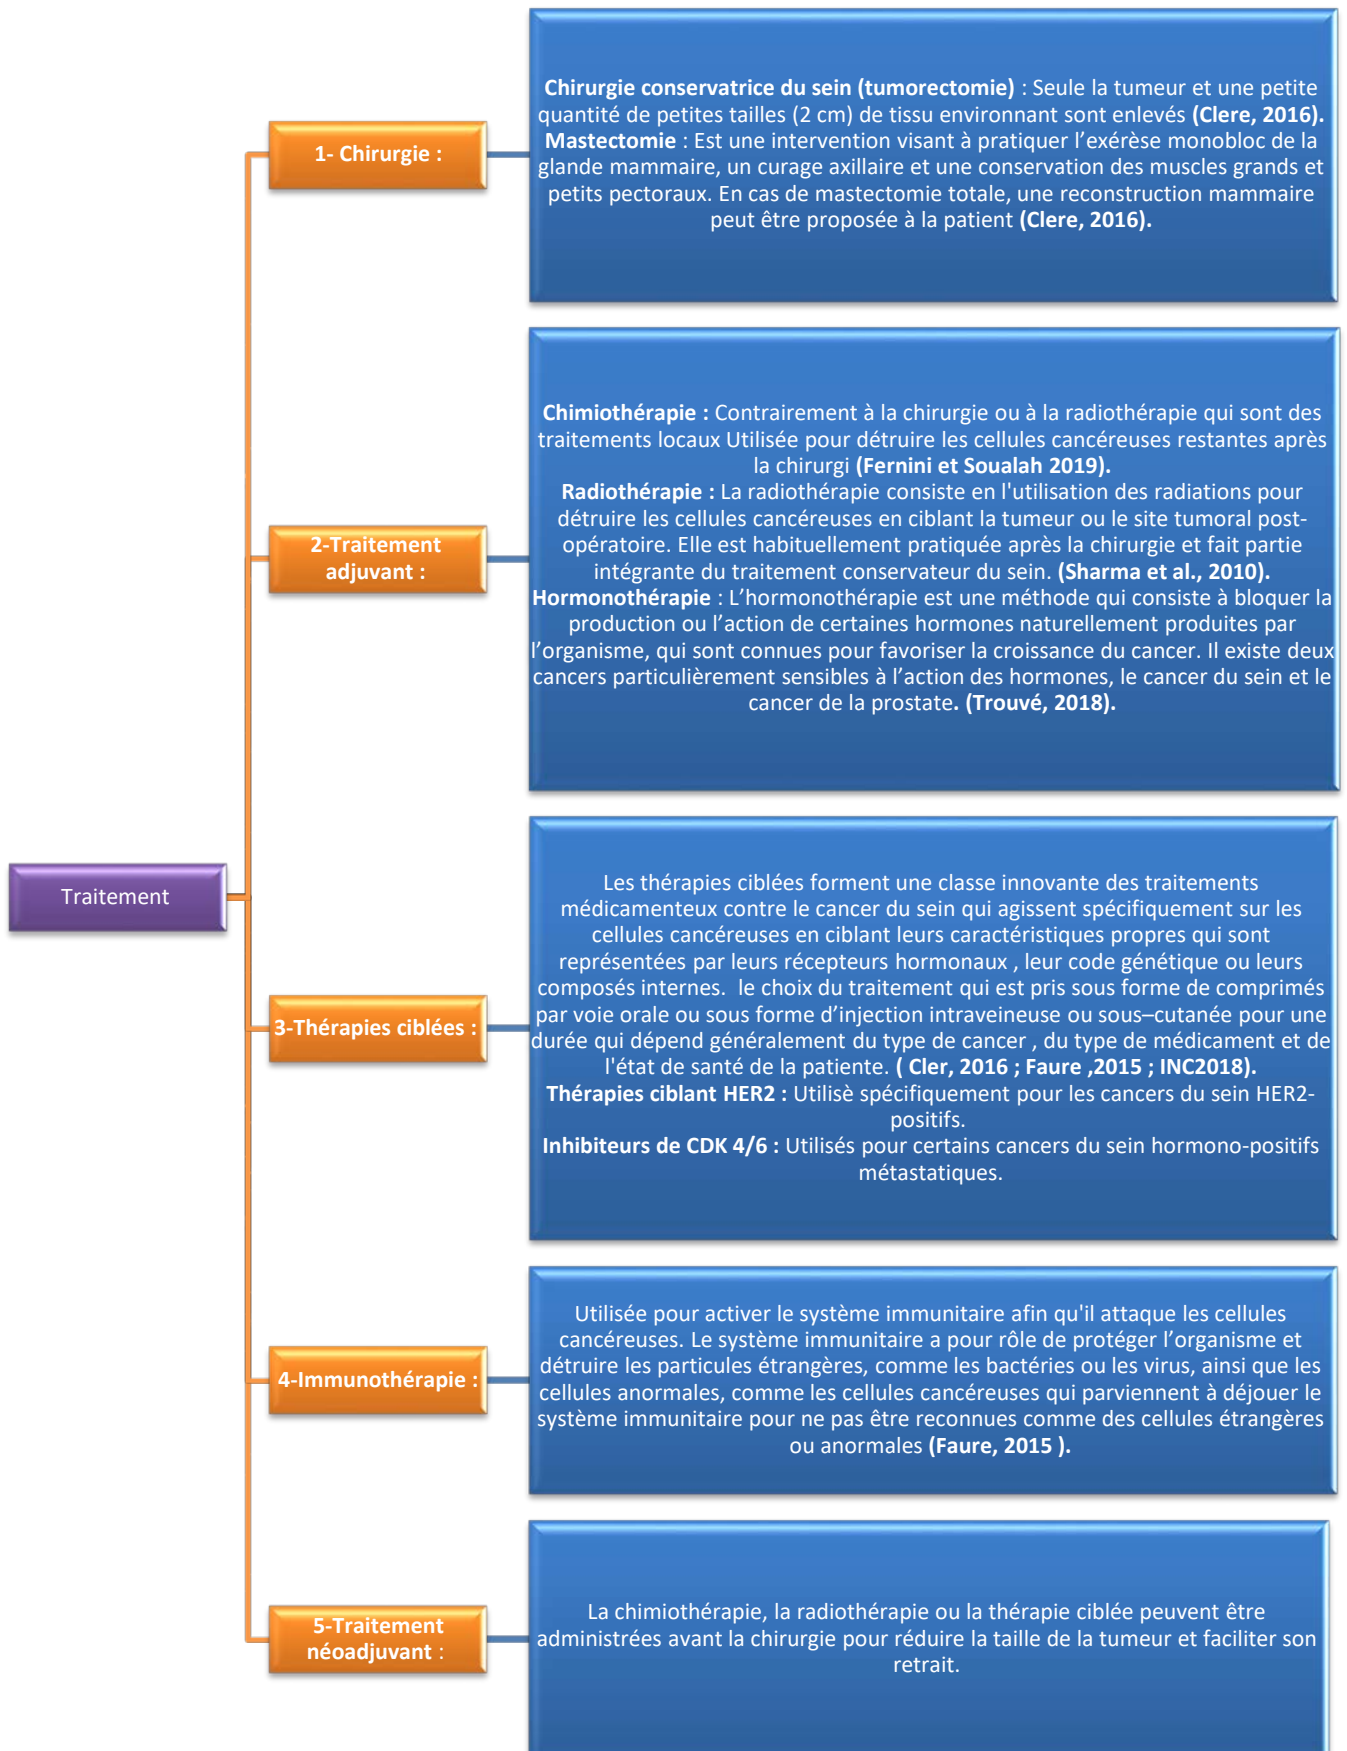 Traitement
1- Chirurgie :
Chirurgie conservatrice du sein (tumorectomie) : Seule la tumeur et une petite
quantité de petites tailles (2 cm) de tissu environnant sont enlevés (Clere, 2016).
Mastectomie : Est une intervention visant à pratiquer l’exérèse monobloc de la
glande mammaire, un curage axillaire et une conservation des muscles grands et
petits pectoraux. En cas de mastectomie totale, une reconstruction mammaire
peut être proposée à la patient (Clere, 2016).
2-Traitement
adjuvant :
Chimiothérapie : Contrairement à la chirurgie ou à la radiothérapie qui sont des
traitements locaux Utilisée pour détruire les cellules cancéreuses restantes après
la chirurgi (Fernini et Soualah 2019).
Radiothérapie : La radiothérapie consiste en l'utilisation des radiations pour
détruire les cellules cancéreuses en ciblant la tumeur ou le site tumoral post-
opératoire. Elle est habituellement pratiquée après la chirurgie et fait partie
intégrante du traitement conservateur du sein. (Sharma et al., 2010).
Hormonothérapie : L’hormonothérapie est une méthode qui consiste à bloquer la
production ou l’action de certaines hormones naturellement produites par
l’organisme, qui sont connues pour favoriser la croissance du cancer. Il existe deux
cancers particulièrement sensibles à l’action des hormones, le cancer du sein et le
cancer de la prostate. (Trouvé, 2018).
3-Thérapies ciblées :
Les thérapies ciblées forment une classe innovante des traitements
médicamenteux contre le cancer du sein qui agissent spécifiquement sur les
cellules cancéreuses en ciblant leurs caractéristiques propres qui sont
représentées par leurs récepteurs hormonaux , leur code génétique ou leurs
composés internes. le choix du traitement qui est pris sous forme de comprimés
par voie orale ou sous forme d’injection intraveineuse ou sous–cutanée pour une
durée qui dépend généralement du type de cancer , du type de médicament et de
l'état de santé de la patiente. ( Cler, 2016 ; Faure ,2015 ; INC2018).
Thérapies ciblant HER2 : Utilisè spécifiquement pour les cancers du sein HER2-
positifs.
Inhibiteurs de CDK 4/6 : Utilisés pour certains cancers du sein hormono-positifs
métastatiques.
4-Immunothérapie :
Utilisée pour activer le système immunitaire afin qu'il attaque les cellules
cancéreuses. Le système immunitaire a pour rôle de protéger l’organisme et
détruire les particules étrangères, comme les bactéries ou les virus, ainsi que les
cellules anormales, comme les cellules cancéreuses qui parviennent à déjouer le
système immunitaire pour ne pas être reconnues comme des cellules étrangères
ou anormales (Faure, 2015 ).
5-Traitement
néoadjuvant :
La chimiothérapie, la radiothérapie ou la thérapie ciblée peuvent être
administrées avant la chirurgie pour réduire la taille de la tumeur et faciliter son
retrait.